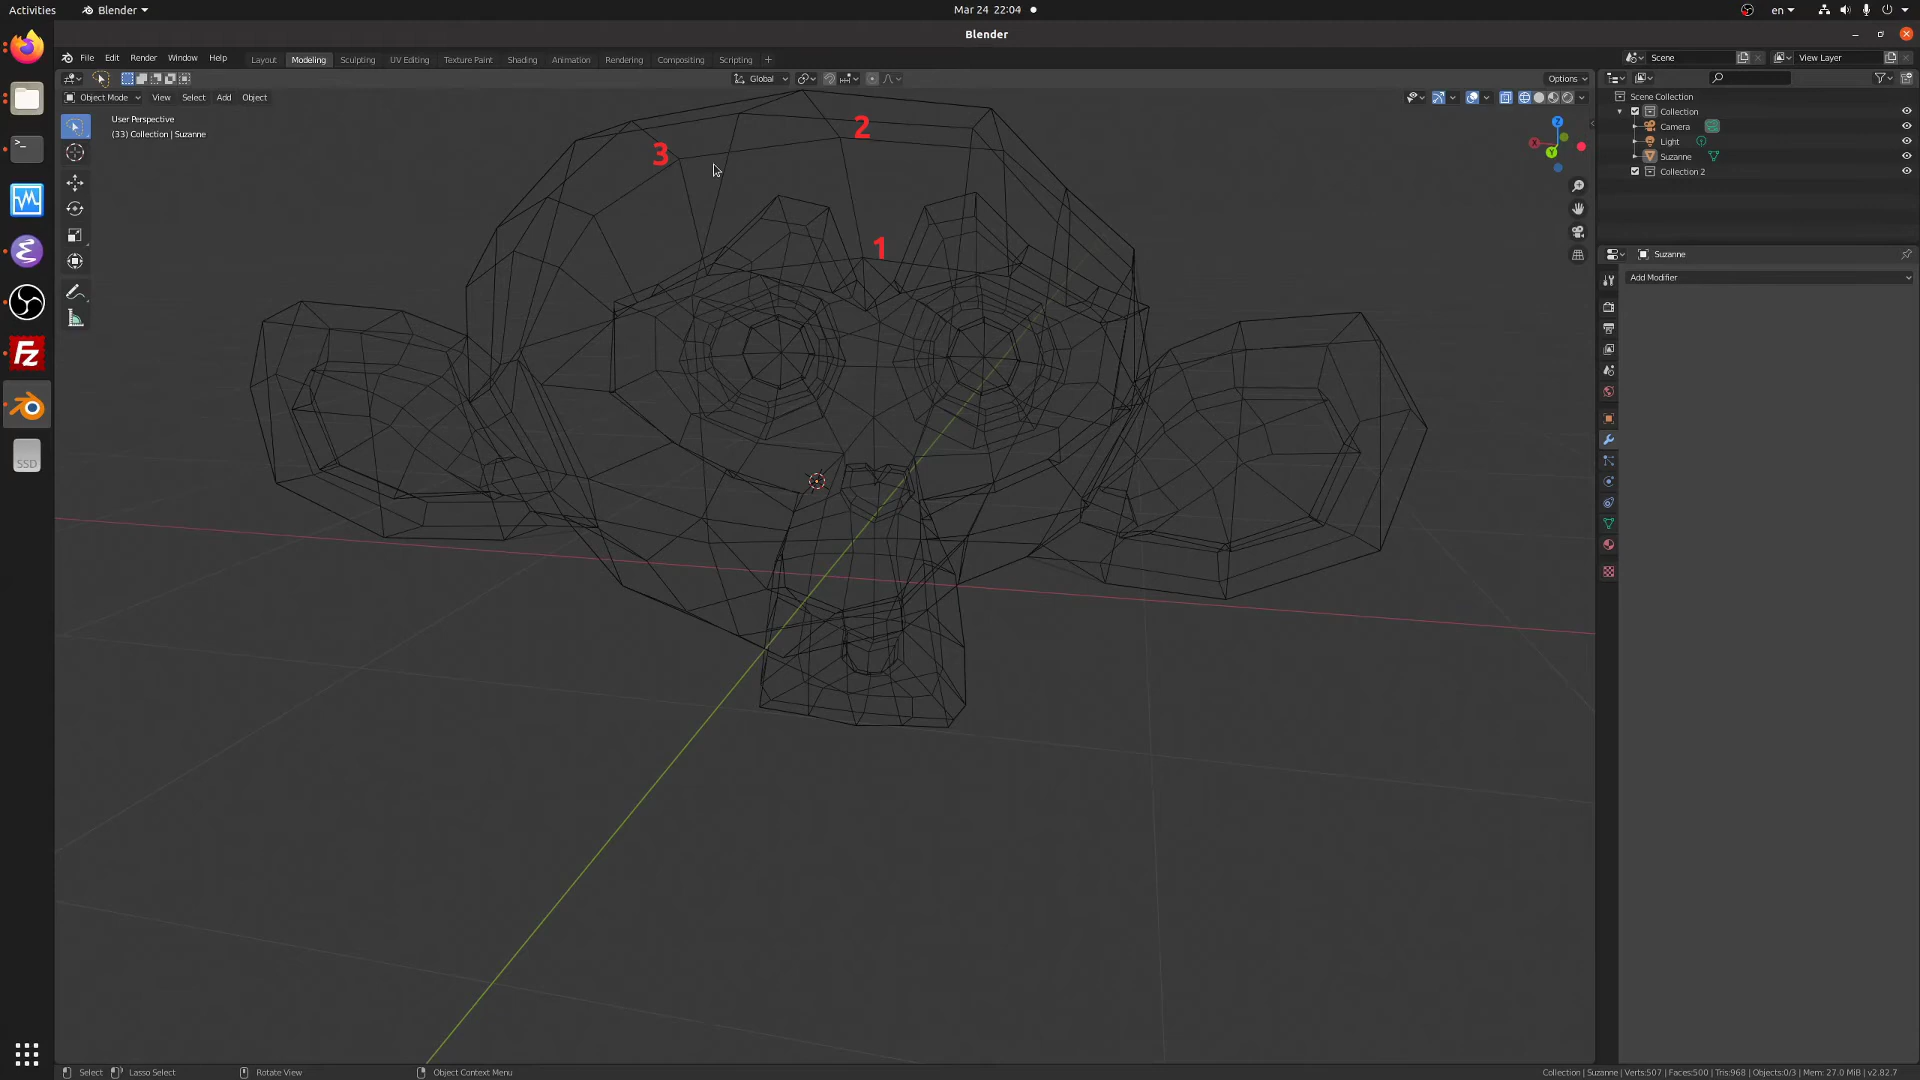 Activities Blender Mar 24 22:04 en
Blender
File Edit Render Window Help Layout Modeling Sculpting UV Editing Texture Paint Shading Animation Rendering Compositing Scripting + Scene View Layer
Global Options
Object Mode View Select Add Object
Scene Collection
Collection
Camera
Light
Suzanne
Collection 2
User Perspective
(33) Collection | Suzanne
Z
X
Y
2
3
1
Suzanne
Add Modifier
>_
Fz
SSD
Select Lasso Select Rotate View Object Context Menu Collection | Suzanne | Verts:507 | Faces:500 | Tris:968 | Objects:0/3 | Mem: 27.0 MiB | v2.82.7